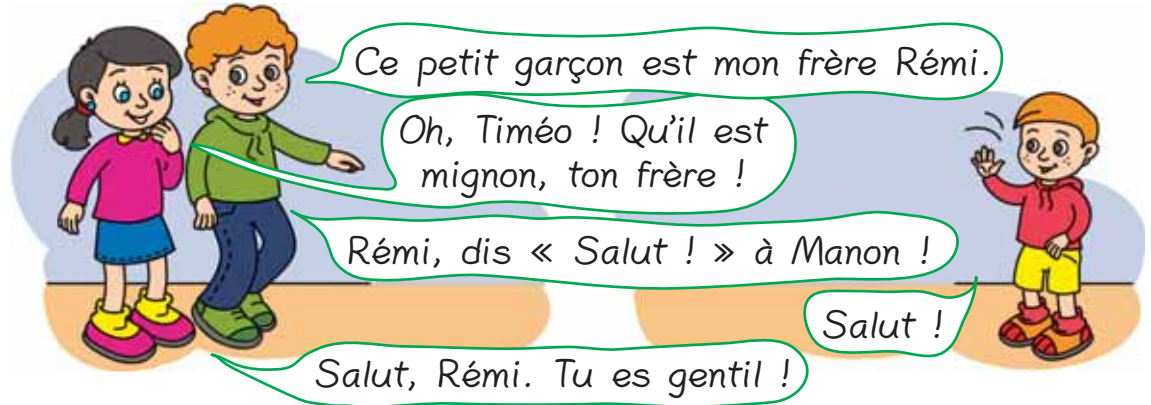 Ce petit garçon est mon frère Rémi.
Oh, Timéo ! Qu'il est
mignon, ton frère !
Rémi, dis « Salut ! » à Manon !
Salut !
Salut, Rémi. Tu es gentil !